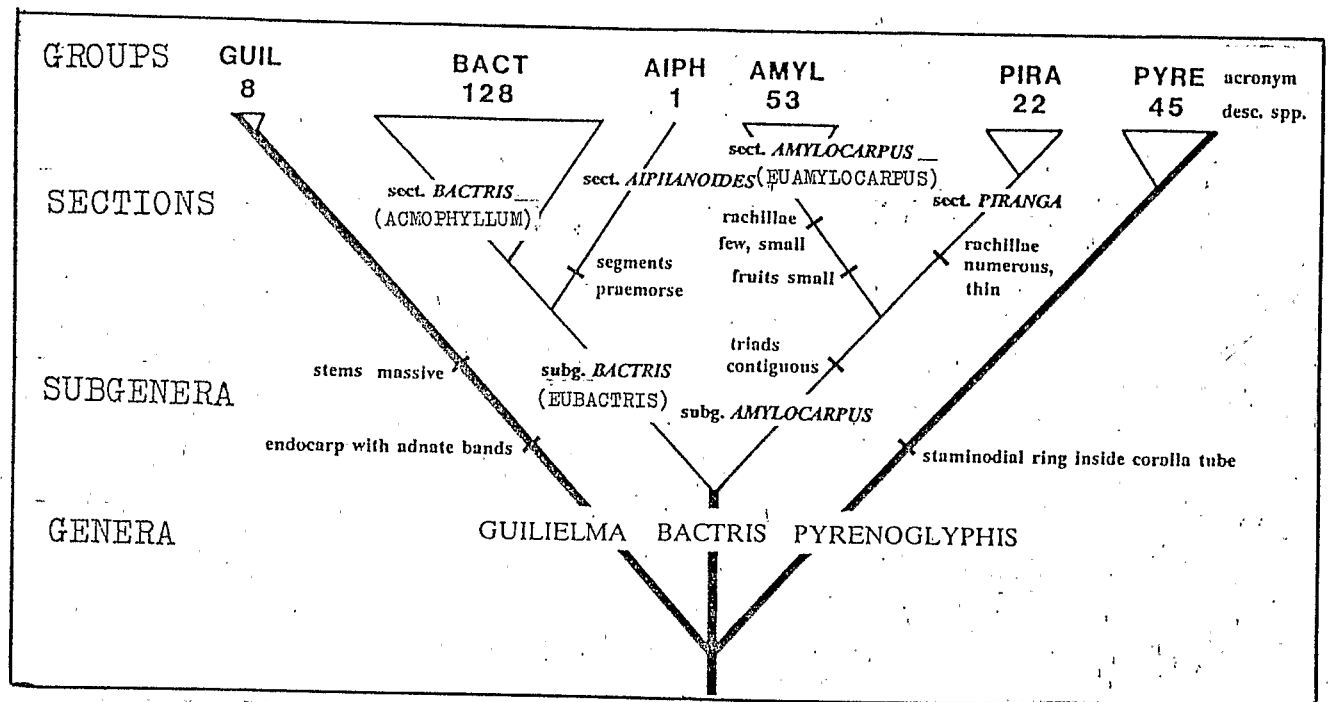 GROUPS
GUIL
8
BACT
128
AIPH
1
AMYL
53
PIRA
22
PYRE
45
acronym
desc. spp.
SECTIONS
sect. BACTRIS
(ACMOPHYLLUM)
sect. AIPHANOIDES
sect. AMYLOCARPUS
(EUAMYLOCARPUS)
sect. PIRANGA
segments
praemorse
rachillae
few, small
fruits small
rachillae
numerous,
thin
SUBGENERA
stems massive
subg. BACTRIS
(EUBACTRIS)
triads
contiguous
subg. AMYLOCARPUS
endocarp with adnate bands
staminodial ring inside corolla tube
GENERA
GUILIELMA BACTRIS PYRENOGLYPHIS